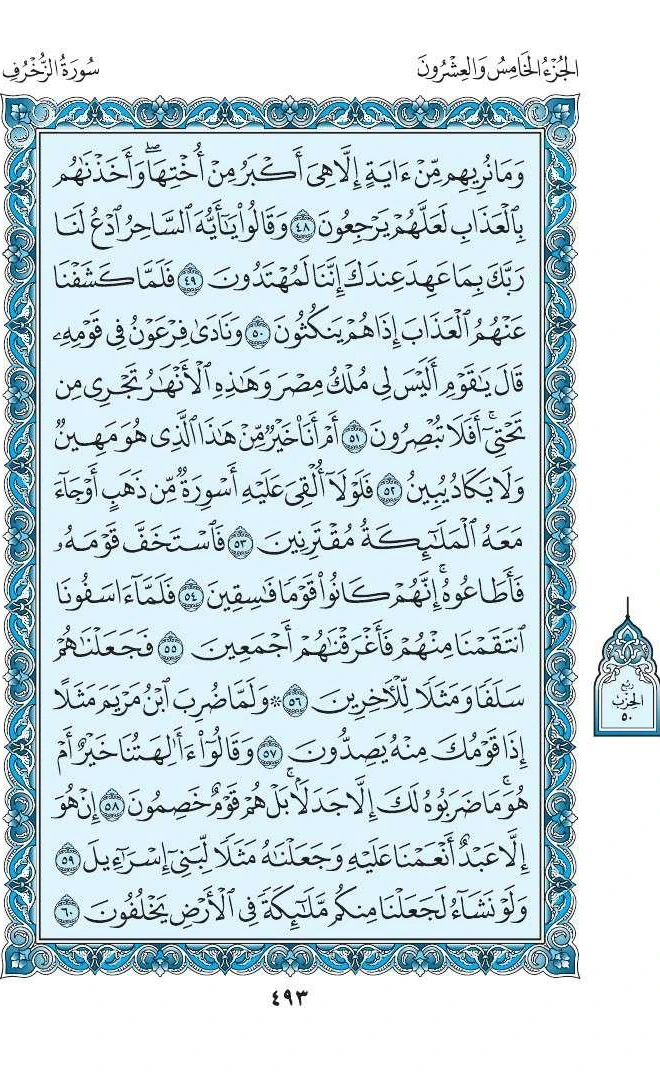 الجُزْءُ الخَامِسُ وَالعِشْرُونَ
سُورَةُ الزُّخْرُفِ
وَمَا نُرِيهِم مِّنْ ءَايَةٍ إِلَّا هِىَ أَكْبَرُ مِنْ أُخْتِهَاۖ وَأَخَذْنَٰهُم
بِٱلْعَذَابِ لَعَلَّهُمْ يَرْجِعُونَ ٤٨ وَقَالُوا۟ يَٰٓأَيُّهَ ٱلسَّاحِرُ ٱدْعُ لَنَا
رَبَّكَ بِمَا عَهِدَ عِندَكَ إِنَّنَا لَمُهْتَدُونَ ٤٩ فَلَمَّا كَشَفْنَا
عَنْهُمُ ٱلْعَذَابَ إِذَا هُمْ يَنكُثُونَ ٥٠ وَنَادَىٰ فِرْعَوْنُ فِى قَوْمِهِۦ
قَالَ يَٰقَوْمِ أَلَيْسَ لِى مُلْكُ مِصْرَ وَهَٰذِهِ ٱلْأَنْهَٰرُ تَجْرِى مِن
تَحْتِىٓۚ أَفَلَا تُبْصِرُونَ ٥١ أَمْ أَنَا۠ خَيْرٌ مِّنْ هَٰذَا ٱلَّذِى هُوَ مَهِينٌ
وَلَا يَكَادُ يُبِينُ ٥٢ فَلَوْلَآ أُلْقِىَ عَلَيْهِ أَسْوِرَةٌ مِّن ذَهَبٍ أَوْ جَآءَ
مَعَهُ ٱلْمَلَٰٓئِكَةُ مُقْتَرِنِينَ ٥٣ فَٱسْتَخَفَّ قَوْمَهُۥ
فَأَطَاعُوهُۚ إِنَّهُمْ كَانُوا۟ قَوْمًا فَٰسِقِينَ ٥٤ فَلَمَّآ ءَاسَفُونَا
ٱنتَقَمْنَا مِنْهُمْ فَأَغْرَقْنَٰهُمْ أَجْمَعِينَ ٥٥ فَجَعَلْنَٰهُمْ
سَلَفًا وَمَثَلًا لِّلْءَاخِرِينَ ٥٦ ۞ وَلَمَّا ضُرِبَ ٱبْنُ مَرْيَمَ مَثَلًا
إِذَا قَوْمُكَ مِنْهُ يَصِدُّونَ ٥٧ وَقَالُوٓا۟ ءَأَٰلِهَتُنَا خَيْرٌ أَمْ
هُوَۚ مَا ضَرَبُوهُ لَكَ إِلَّا جَدَلًۢاۚ بَلْ هُمْ قَوْمٌ خَصِمُونَ ٥٨ إِنْ هُوَ
إِلَّا عَبْدٌ أَنْعَمْنَا عَلَيْهِ وَجَعَلْنَٰهُ مَثَلًا لِّبَنِىٓ إِسْرَٰٓءِيلَ ٥٩
وَلَوْ نَشَآءُ لَجَعَلْنَا مِنكُم مَّلَٰٓئِكَةً فِى ٱلْأَرْضِ يَخْلُفُونَ ٦٠
رُبع
الحِزْبْ
٥٠
٤٩٣